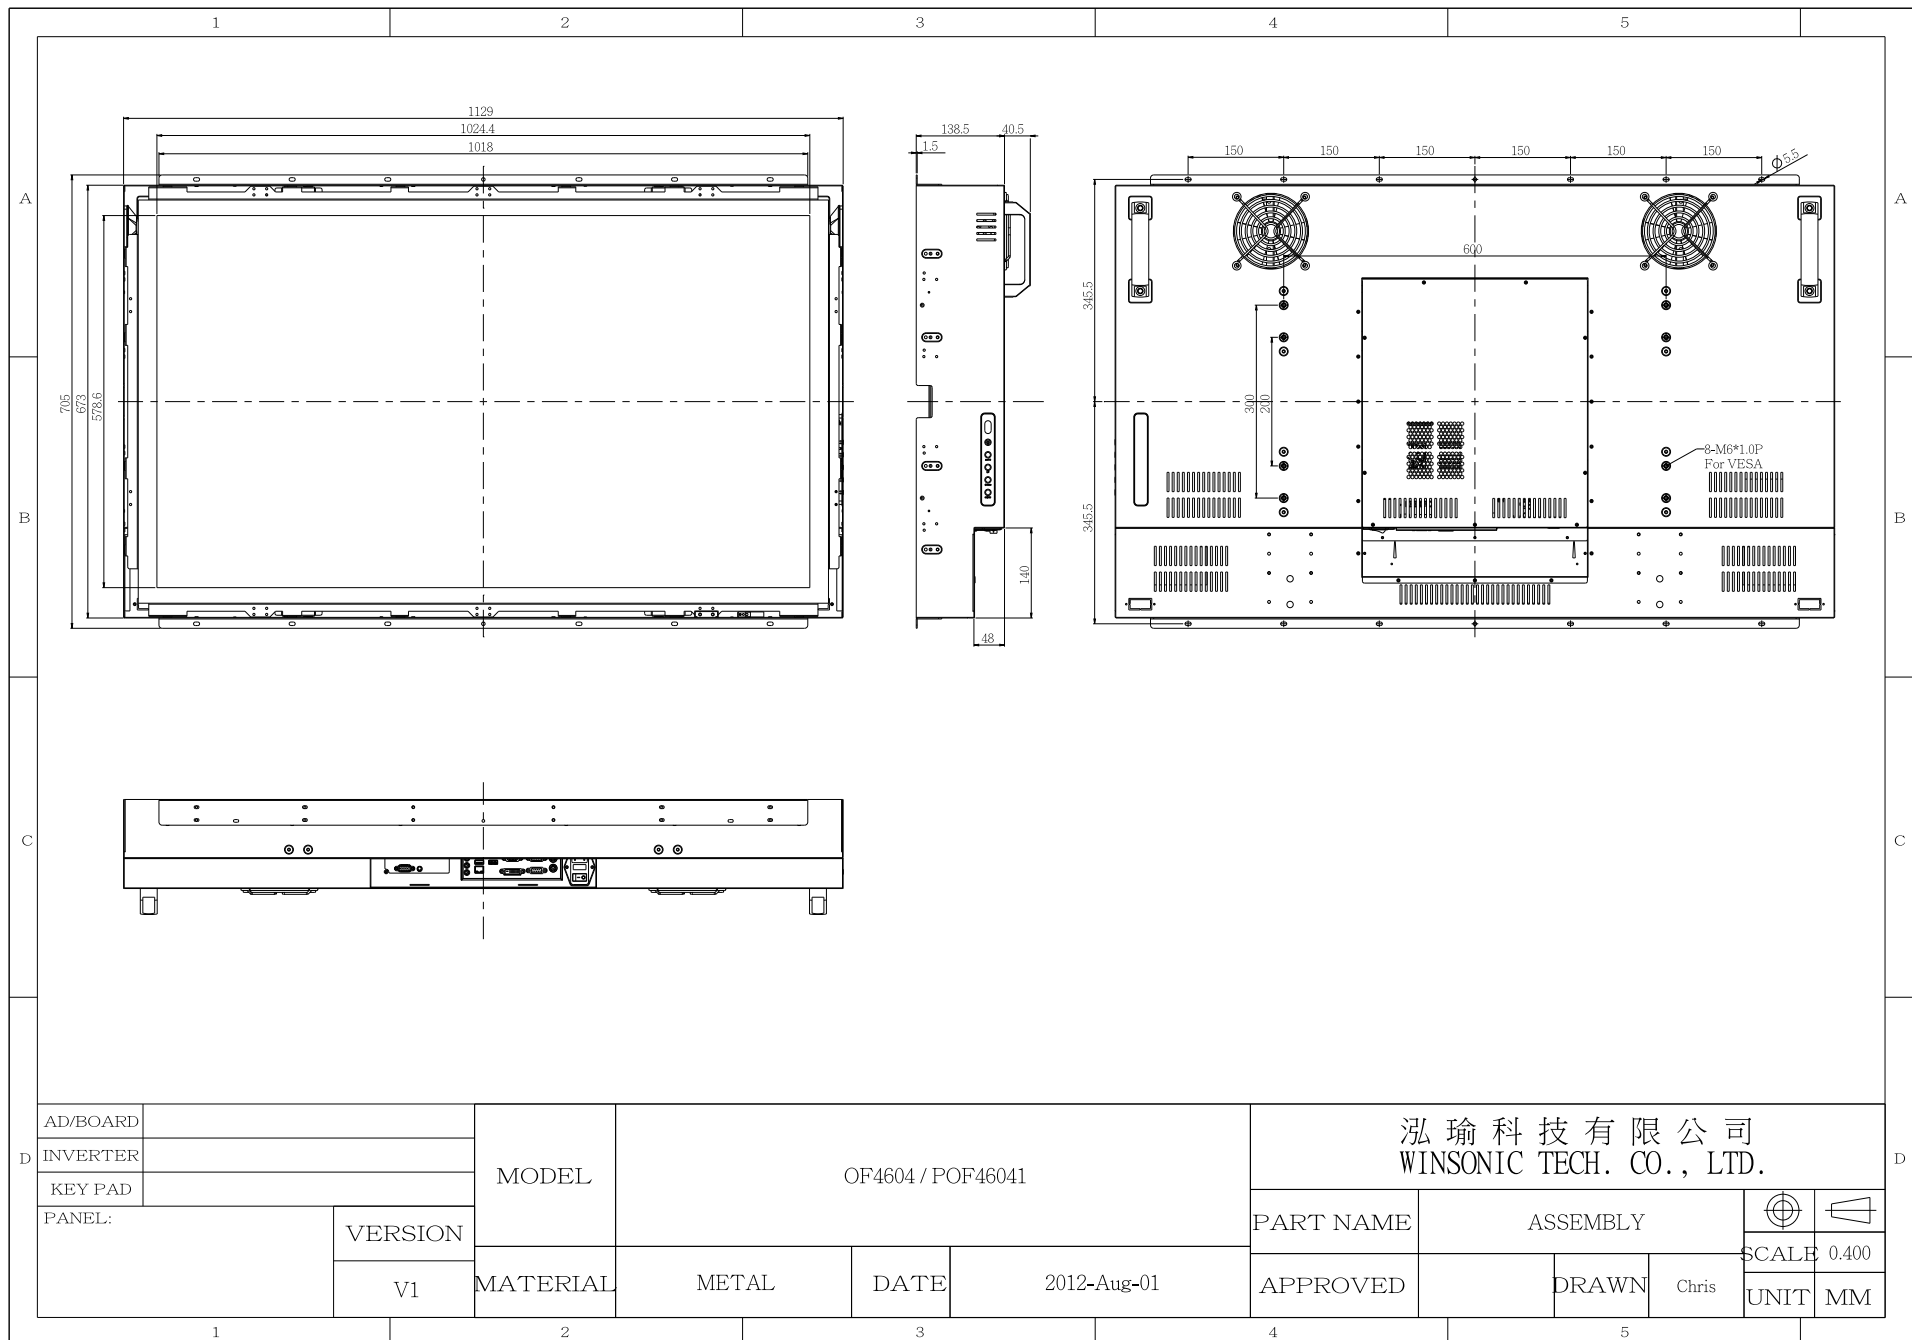 1 2 3 4 5
1129
1024.4
1018
705
673
578.6
138.5 40.5
1.5
140
48
150 150 150 150 150 150
ϕ5.5
600
345.5
345.5
300
200
8-M6*1.0P
For VESA
A A
B B
C C
D D
AD/BOARD
INVERTER
KEY PAD
PANEL:
VERSION
V1
MODEL
OF4604 / POF46041
MATERIAL
METAL
DATE
2012-Aug-01
泓瑜科技有限公司
WINSONIC TECH. CO., LTD.
PART NAME
ASSEMBLY
SCALE 0.400
APPROVED
DRAWN
Chris
UNIT MM
1 2 3 4 5